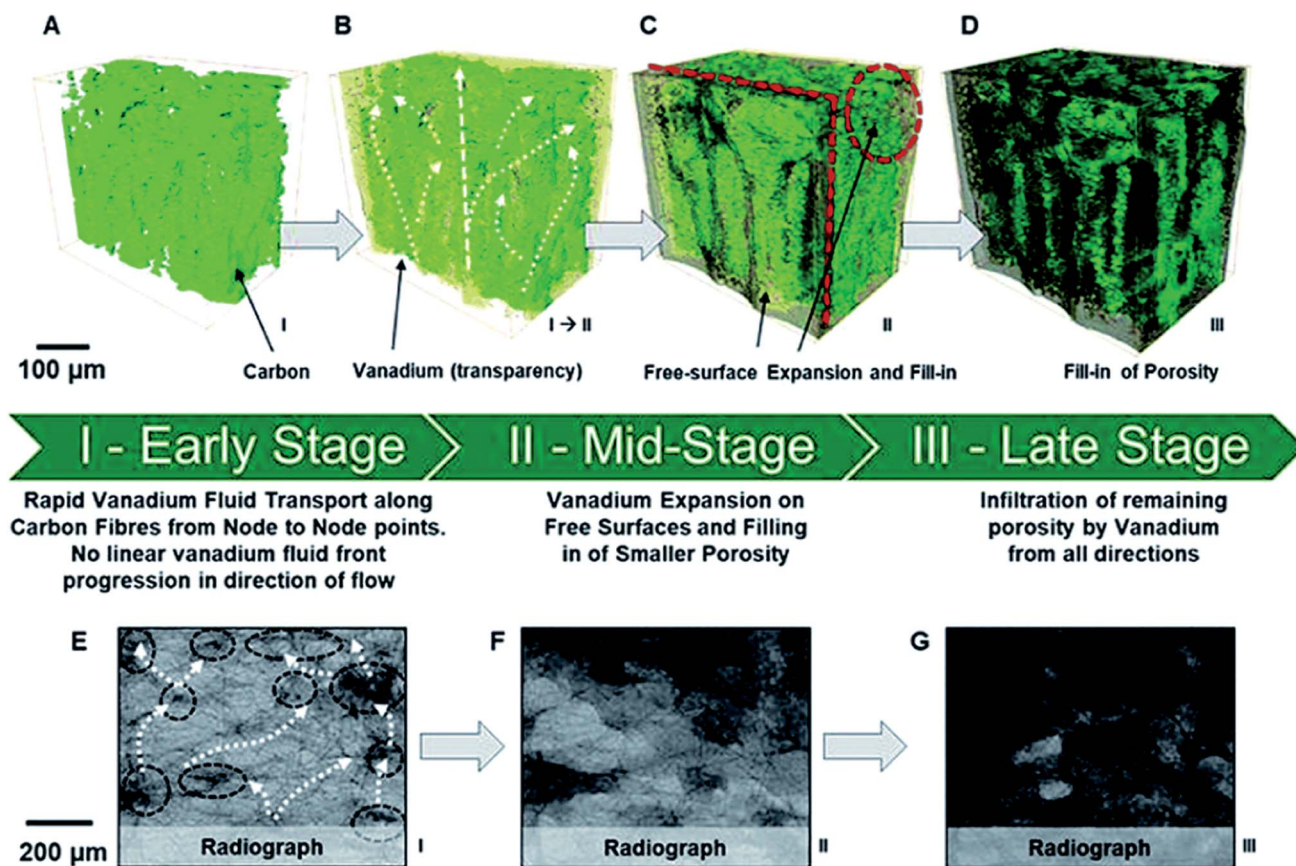 A
B
C
D
I
I → II
II
III
100 µm
Carbon
Vanadium (transparency)
Free-surface Expansion and Fill-in
Fill-in of Porosity
I - Early Stage
II - Mid-Stage
III - Late Stage
Rapid Vanadium Fluid Transport along
Carbon Fibres from Node to Node points.
No linear vanadium fluid front
progression in direction of flow
Vanadium Expansion on
Free Surfaces and Filling
in of Smaller Porosity
Infiltration of remaining
porosity by Vanadium
from all directions
E
F
G
200 µm
Radiograph
I
Radiograph
II
Radiograph
III